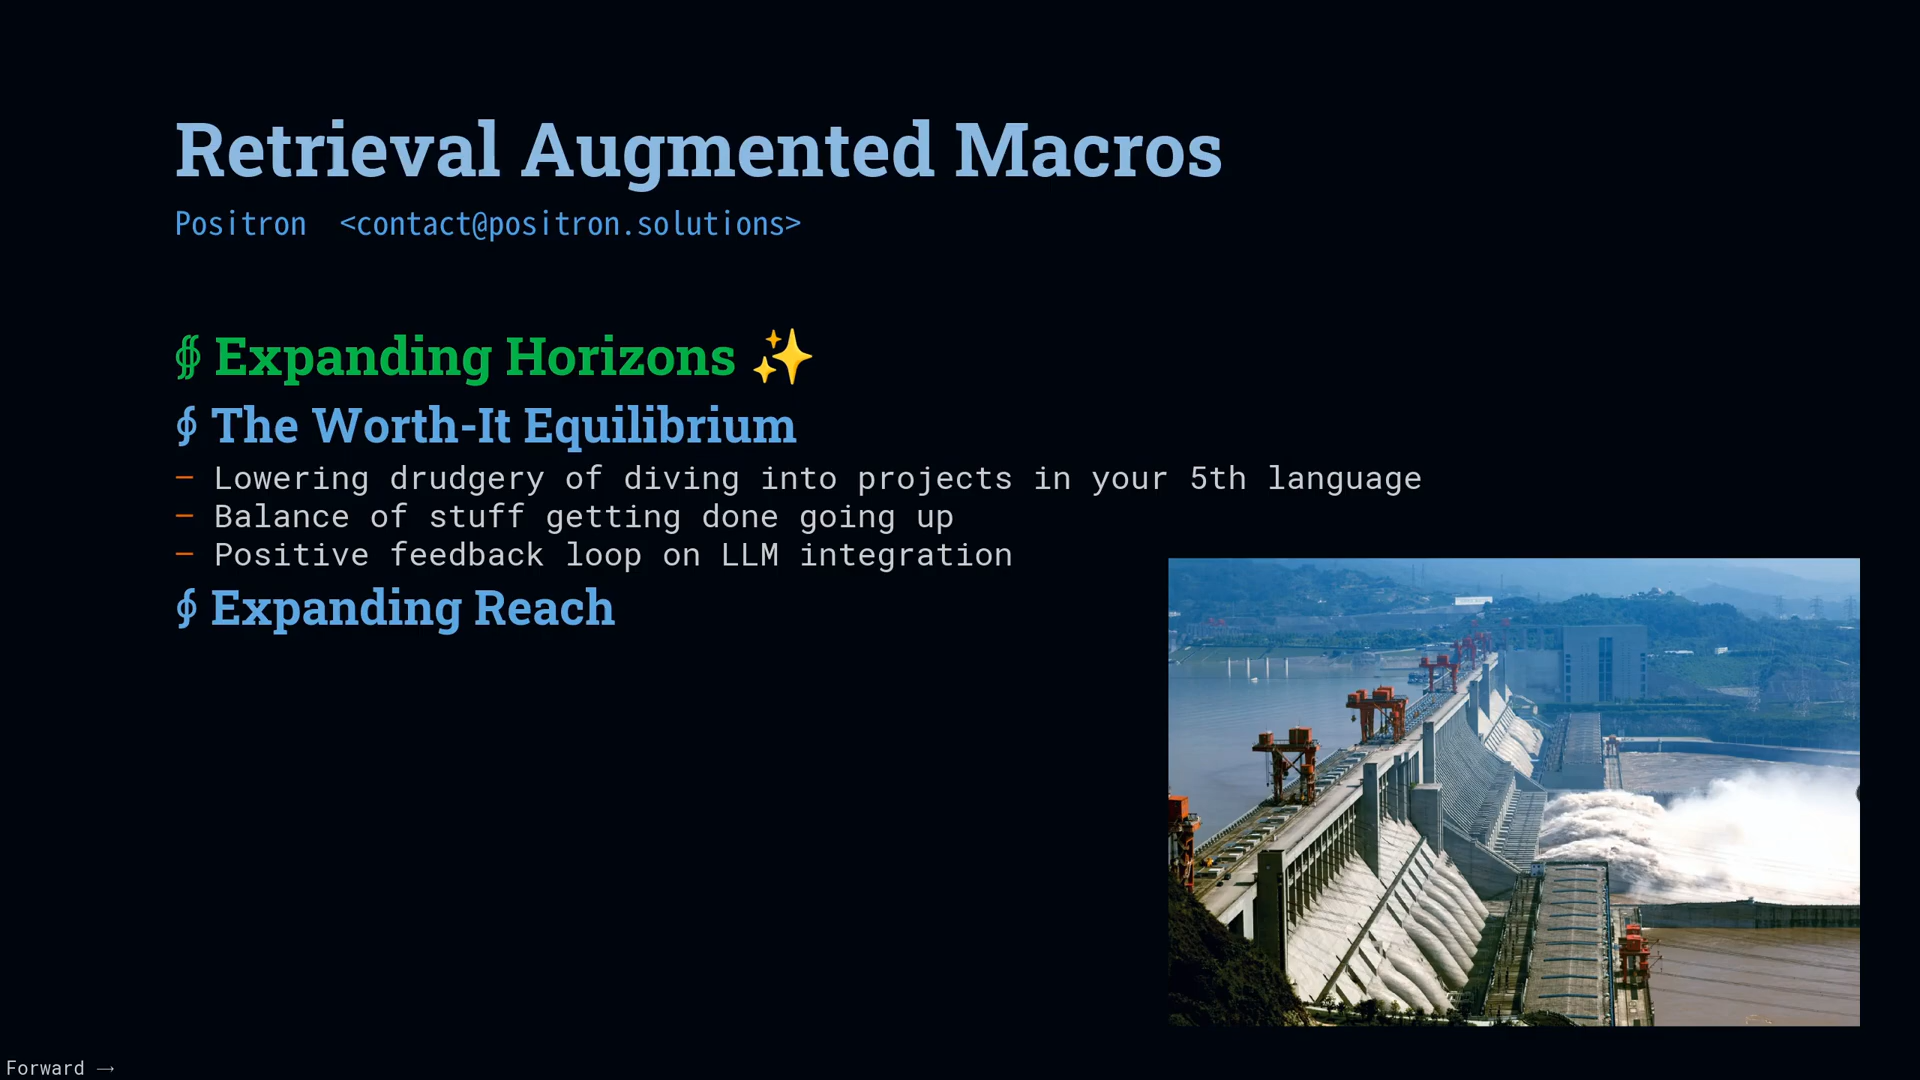 Retrieval Augmented Macros
Positron <contact@positron.solutions>
∯ Expanding Horizons ✨
∮ The Worth-It Equilibrium
– Lowering drudgery of diving into projects in your 5th language
– Balance of stuff getting done going up
– Positive feedback loop on LLM integration
∮ Expanding Reach
Forward →